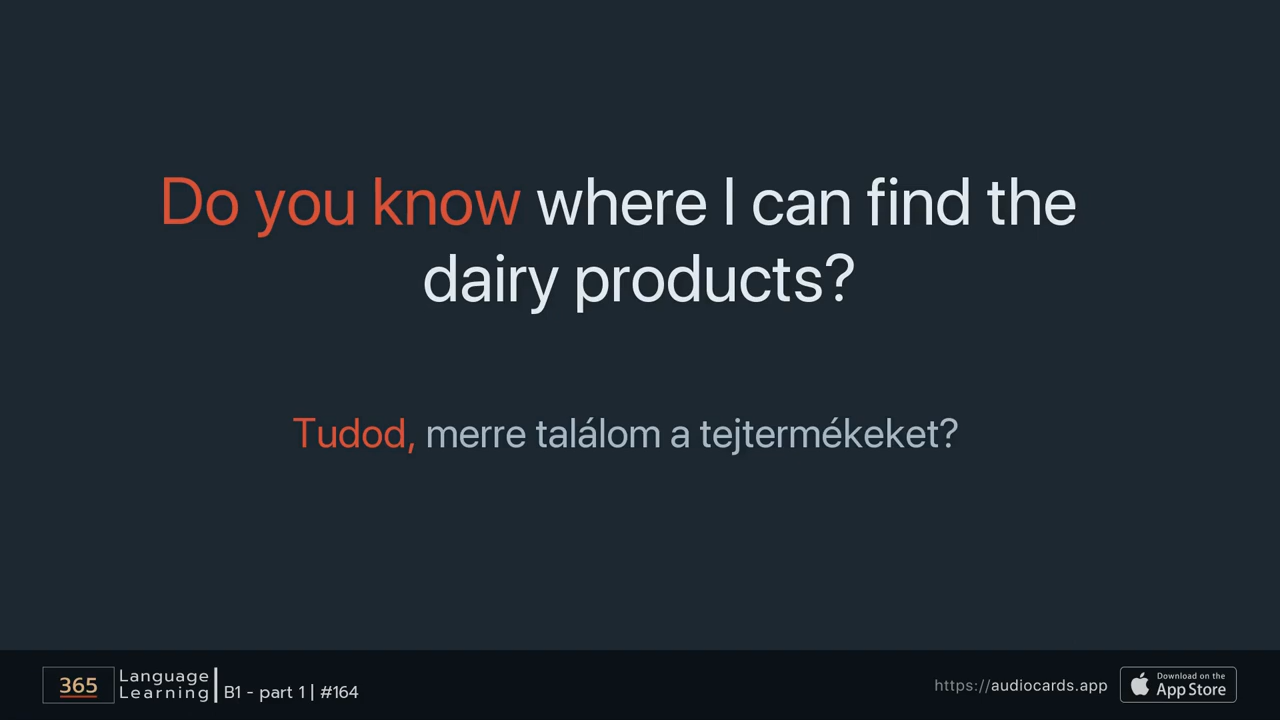 Do you know where I can find the
dairy products?
Tudod, merre találom a tejtermékeket?
365
Language
Learning
B1 - part 1 | #164
https://audiocards.app
Download on the
App Store